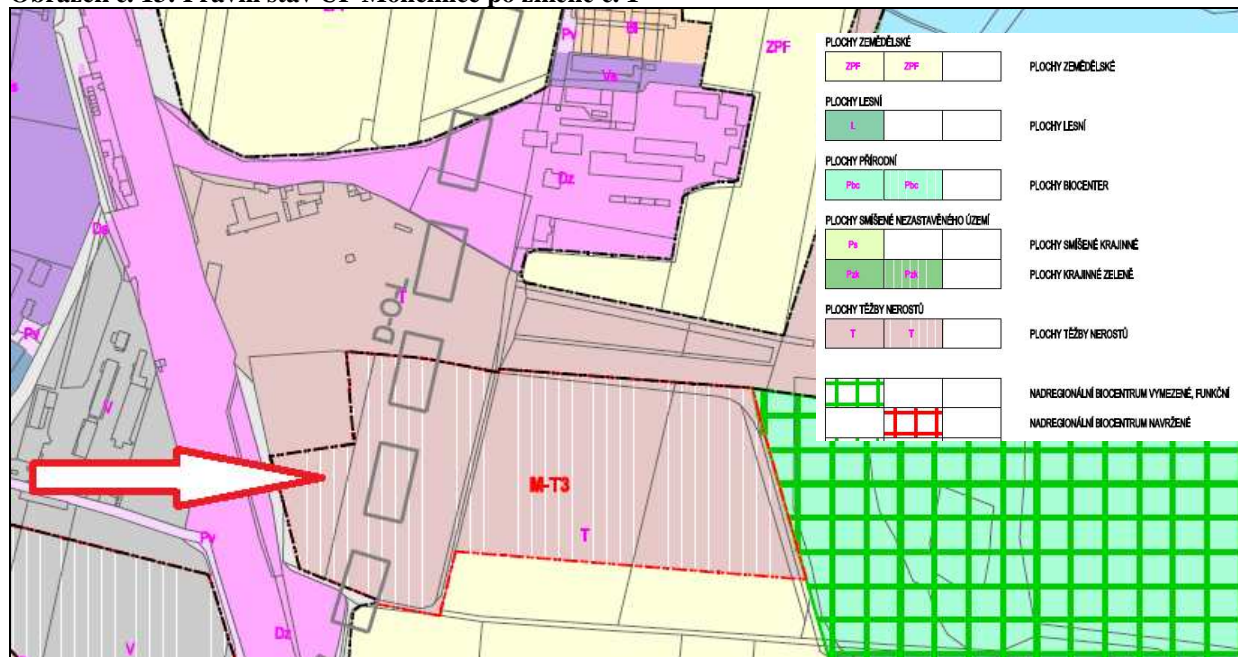 Obrázek č. 15: Právní stav ÚP Mohelnice po změně č. 1
Pv
BI
ZPF
Vs
ZPF
s
Dz
Ds
D-O1
T
Pv
V
M-T3
T
Pv
V
Dz
PLOCHY ZEMĚDĚLSKÉ
ZPF ZPF PLOCHY ZEMĚDĚLSKÉ
PLOCHY LESNÍ
L PLOCHY LESNÍ
PLOCHY PŘÍRODNÍ
Pbc Pbc PLOCHY BIOCENTER
PLOCHY SMÍŠENÉ NEZASTAVĚNÉHO ÚZEMÍ
Ps PLOCHY SMÍŠENÉ KRAJINNÉ
Pzk Pzk PLOCHY KRAJINNÉ ZELENĚ
PLOCHY TĚŽBY NEROSTŮ
T T PLOCHY TĚŽBY NEROSTŮ
NADREGIONÁLNÍ BIOCENTRUM VYMEZENÉ, FUNKČNÍ
NADREGIONÁLNÍ BIOCENTRUM NAVRŽENÉ